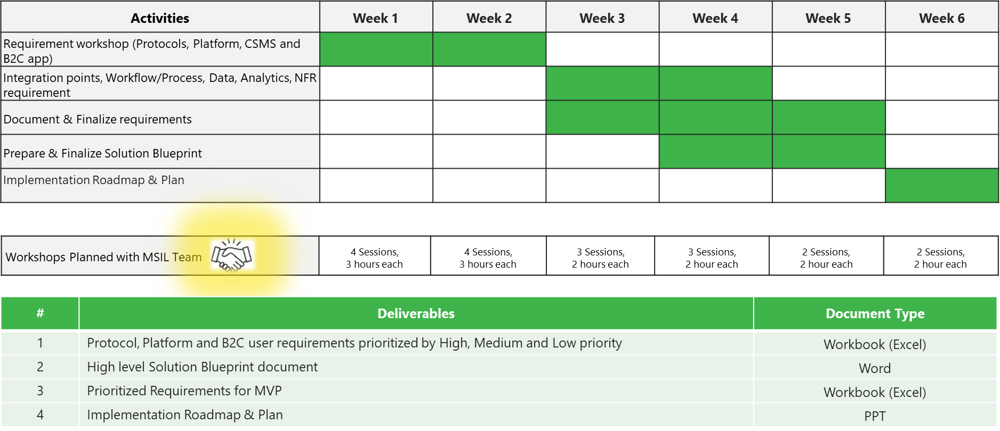 Activities Week 1 Week 2 Week 3 Week 4 Week 5 Week 6
Requirement workshop (Protocols, Platform, CSMS and
B2C app)
Integration points, Workflow/Process, Data, Analytics, NFR
requirement
Document & Finalize requirements
Prepare & Finalize Solution Blueprint
Implementation Roadmap & Plan
Workshops Planned with MSIL Team
4 Sessions,
3 hours each
4 Sessions,
3 hours each
3 Sessions,
2 hours each
3 Sessions,
2 hour each
2 Sessions,
2 hour each
2 Sessions,
2 hour each
# Deliverables Document Type
1 Protocol, Platform and B2C user requirements prioritized by High, Medium and Low priority Workbook (Excel)
2 High level Solution Blueprint document Word
3 Prioritized Requirements for MVP Workbook (Excel)
4 Implementation Roadmap & Plan PPT